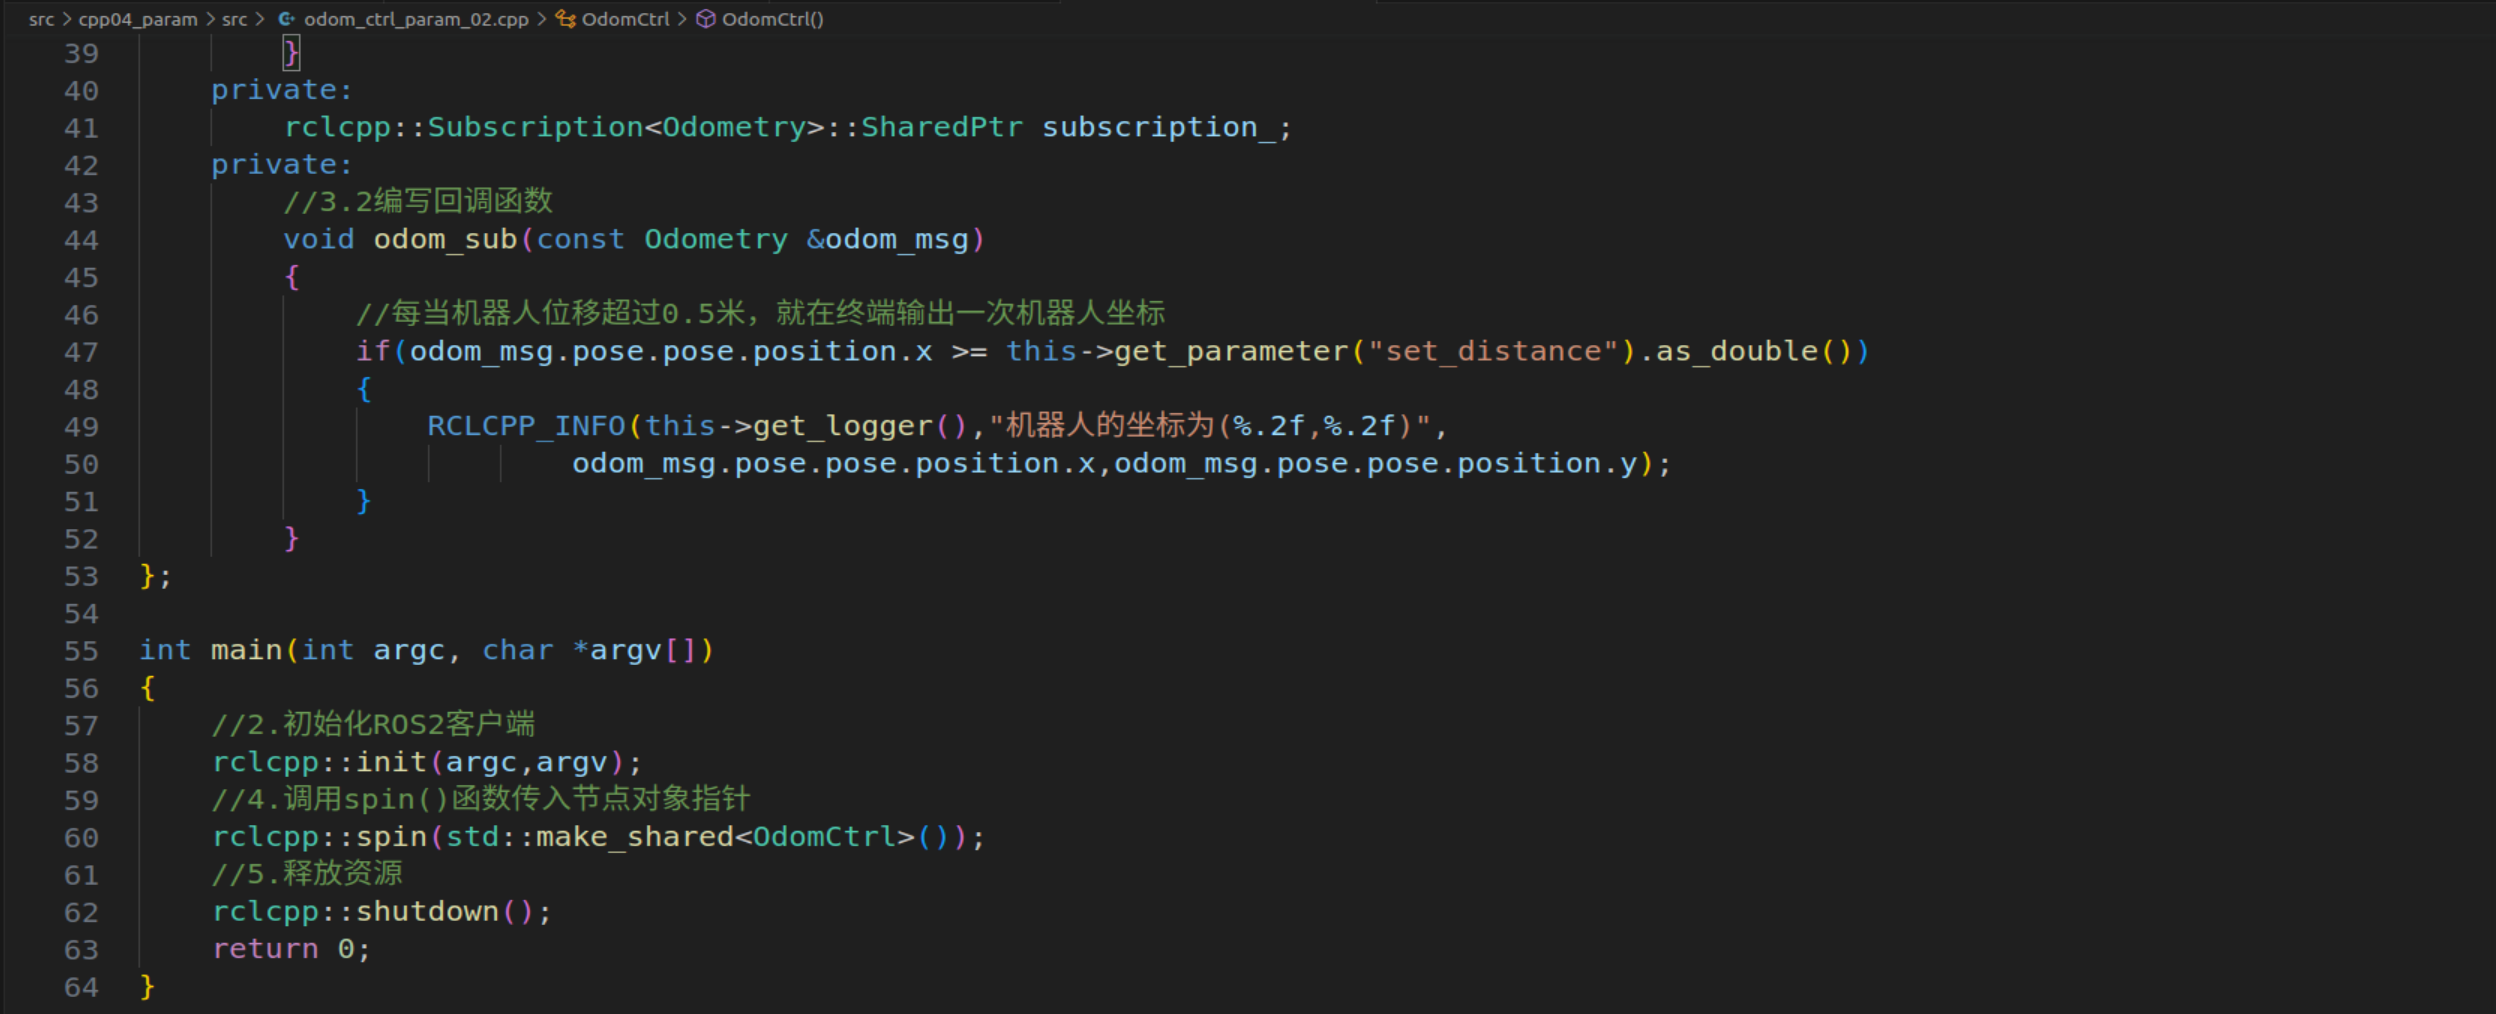 src > cpp04_param > src > odom_ctrl_param_02.cpp > OdomCtrl > OdomCtrl()
39 }
40 private:
41 rclcpp::Subscription<Odometry>::SharedPtr subscription_;
42 private:
43 //3.2编写回调函数
44 void odom_sub(const Odometry &odom_msg)
45 {
46 //每当机器人位移超过0.5米，就在终端输出一次机器人坐标
47 if(odom_msg.pose.pose.position.x >= this->get_parameter("set_distance").as_double())
48 {
49 RCLCPP_INFO(this->get_logger(),"机器人的坐标为(%.2f,%.2f)",
50 odom_msg.pose.pose.position.x,odom_msg.pose.pose.position.y);
51 }
52 }
53 };
54
55 int main(int argc, char *argv[])
56 {
57 //2.初始化ROS2客户端
58 rclcpp::init(argc,argv);
59 //4.调用spin()函数传入节点对象指针
60 rclcpp::spin(std::make_shared<OdomCtrl>());
61 //5.释放资源
62 rclcpp::shutdown();
63 return 0;
64 }